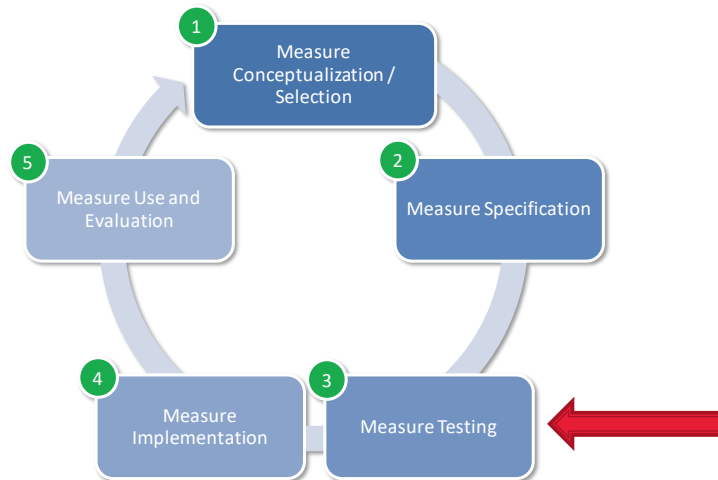 1
Measure
Conceptualization /
Selection
2
Measure Specification
3
Measure Testing
4
Measure
Implementation
5
Measure Use and
Evaluation